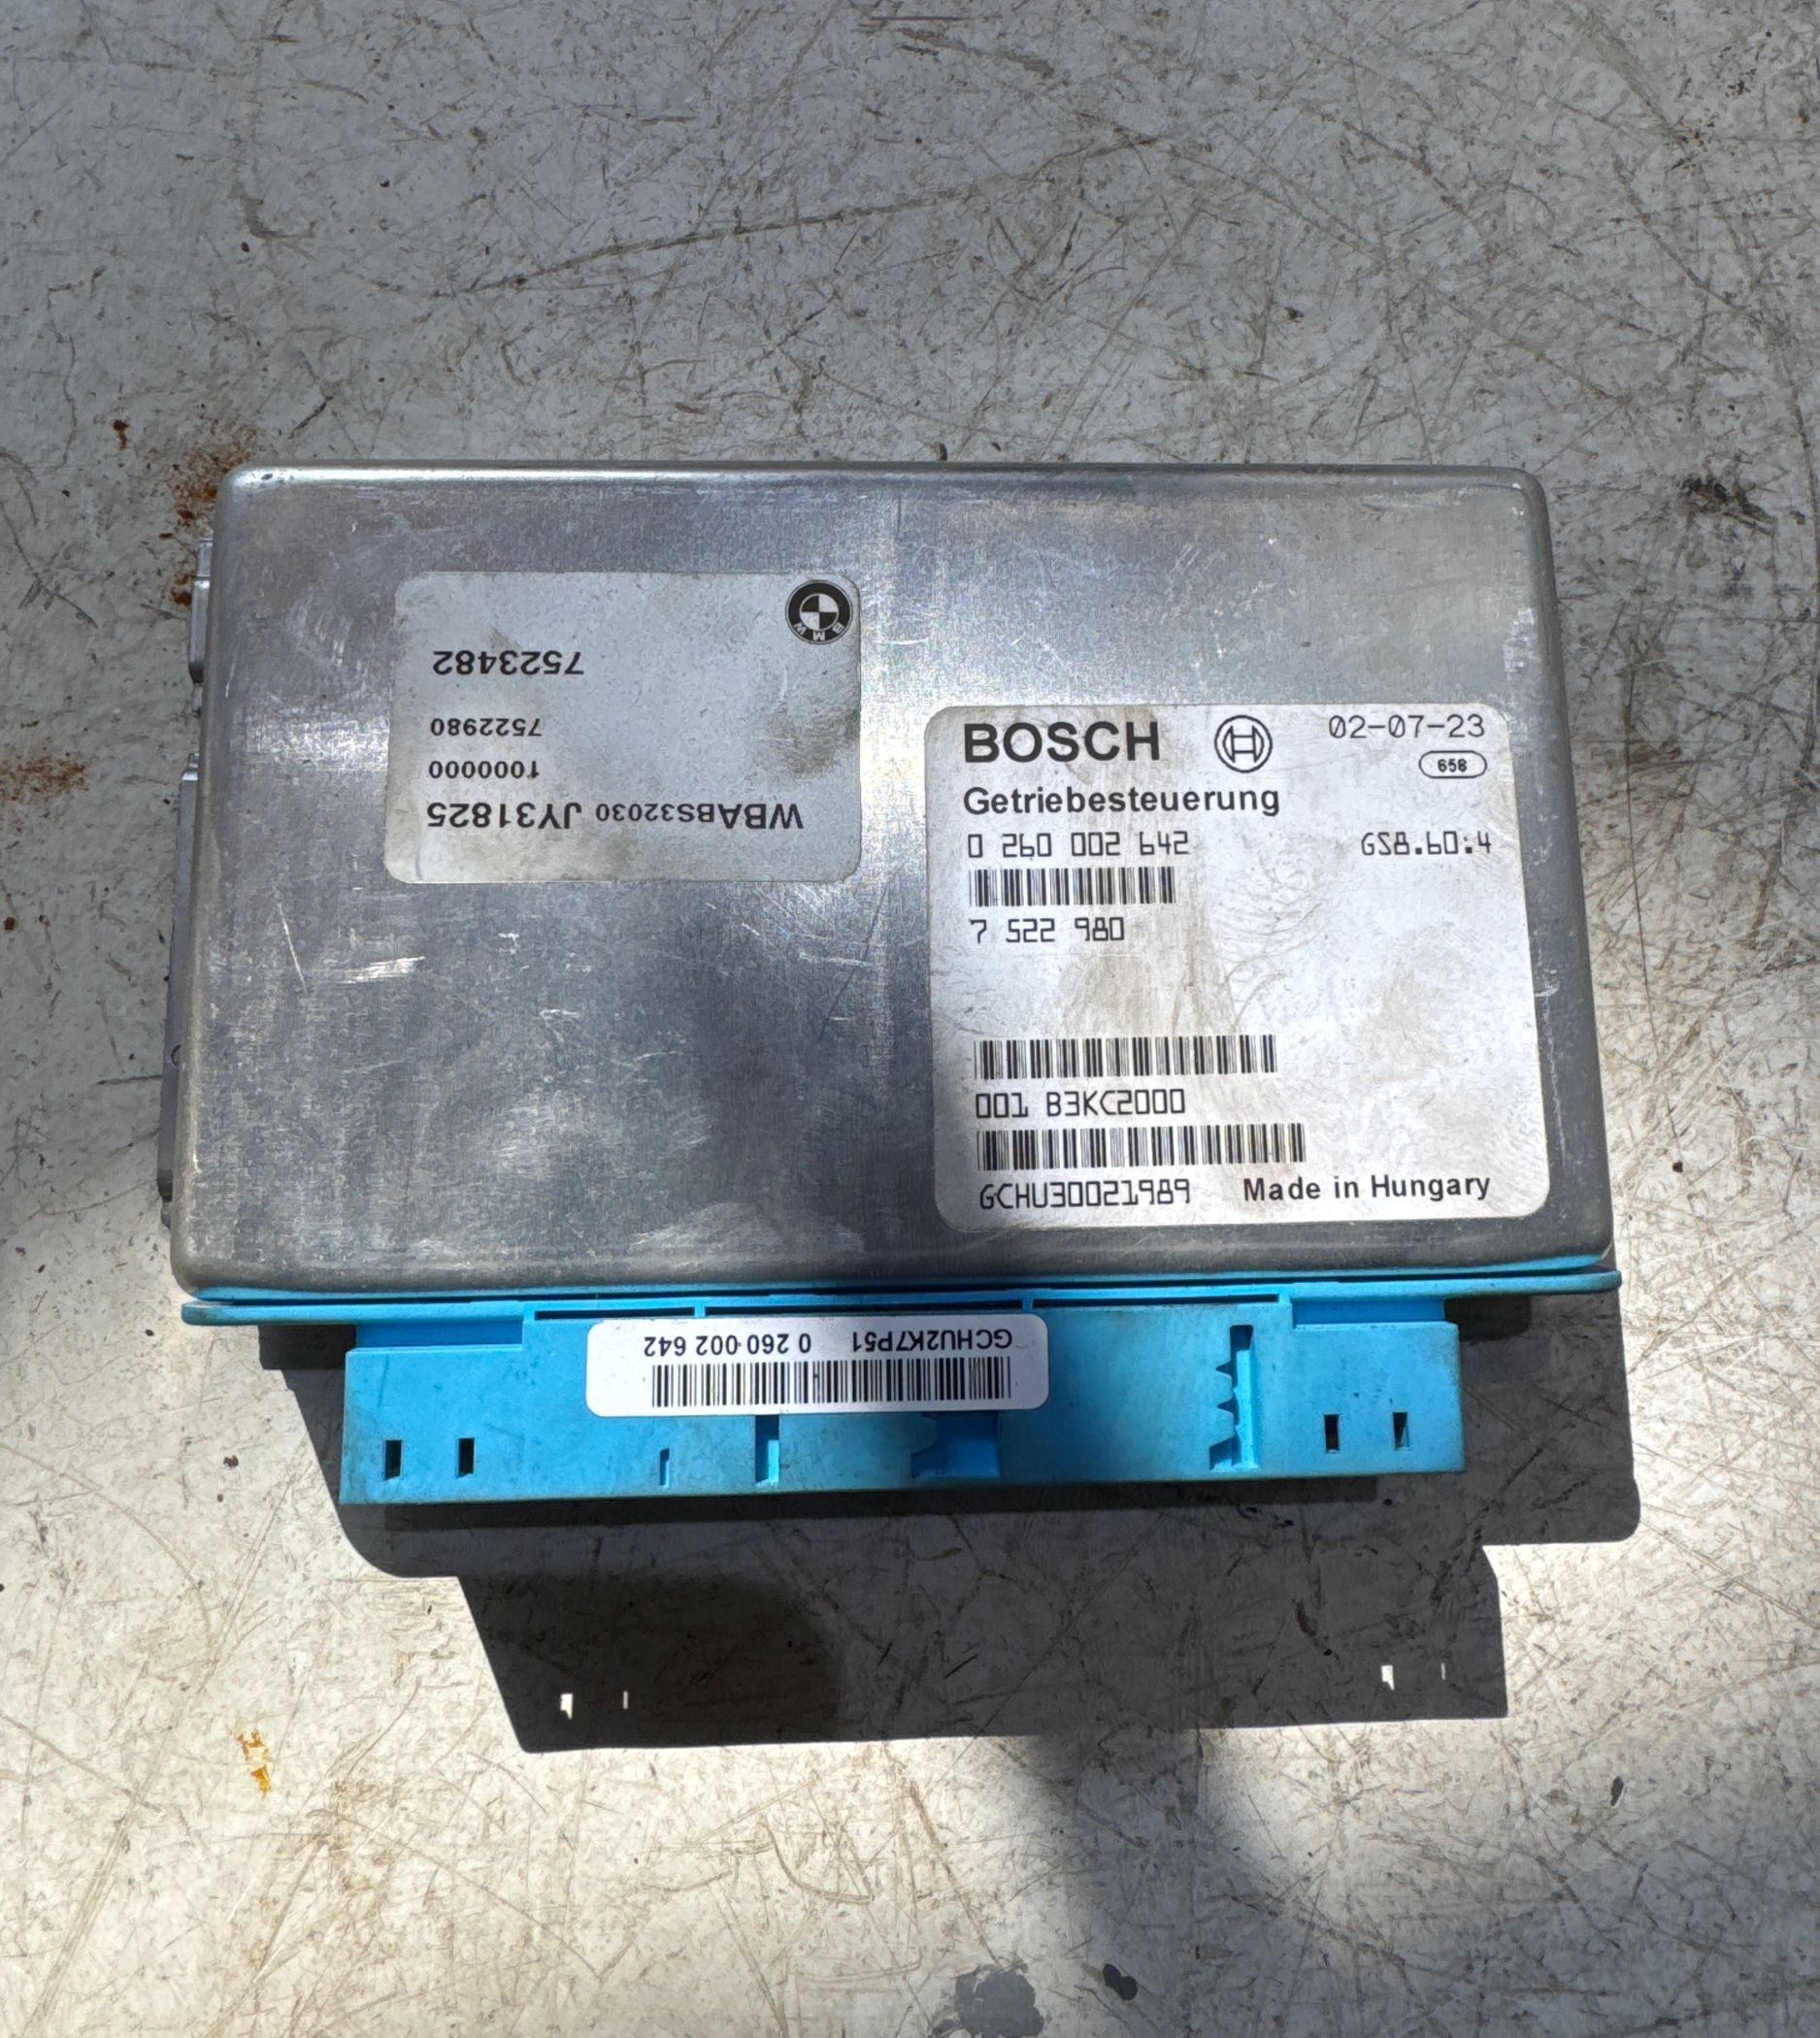 BMW
7523482
7522980
1000000
WBABS32030 JY31825
BOSCH 02-07-23
658
Getriebesteuerung
0 260 002 642 GS8.60.4
7 522 980
001 B3KC2000
GCHU30021989 Made in Hungary
GCHU2K7P51 0 260 002 642